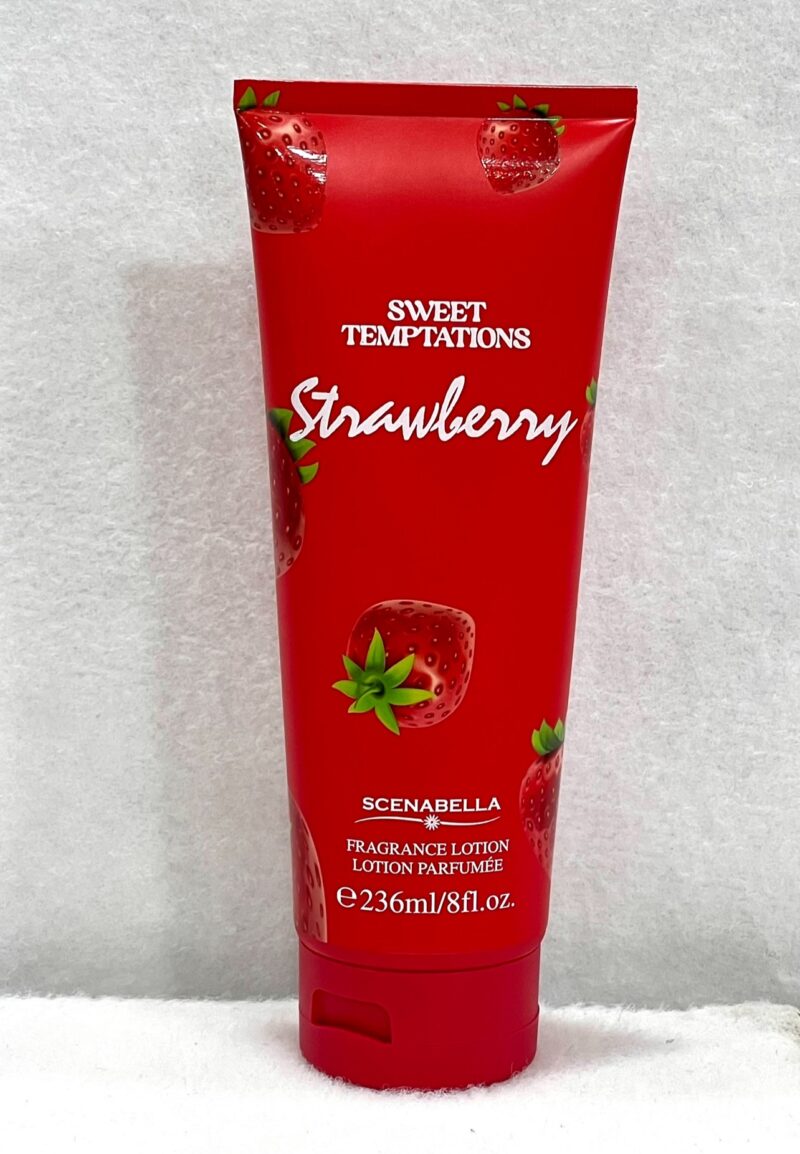 SWEET
TEMPTATIONS
Strawberry
SCENABELLA
FRAGRANCE LOTION
LOTION PARFUMÉE
℮236ml/8fl.oz.